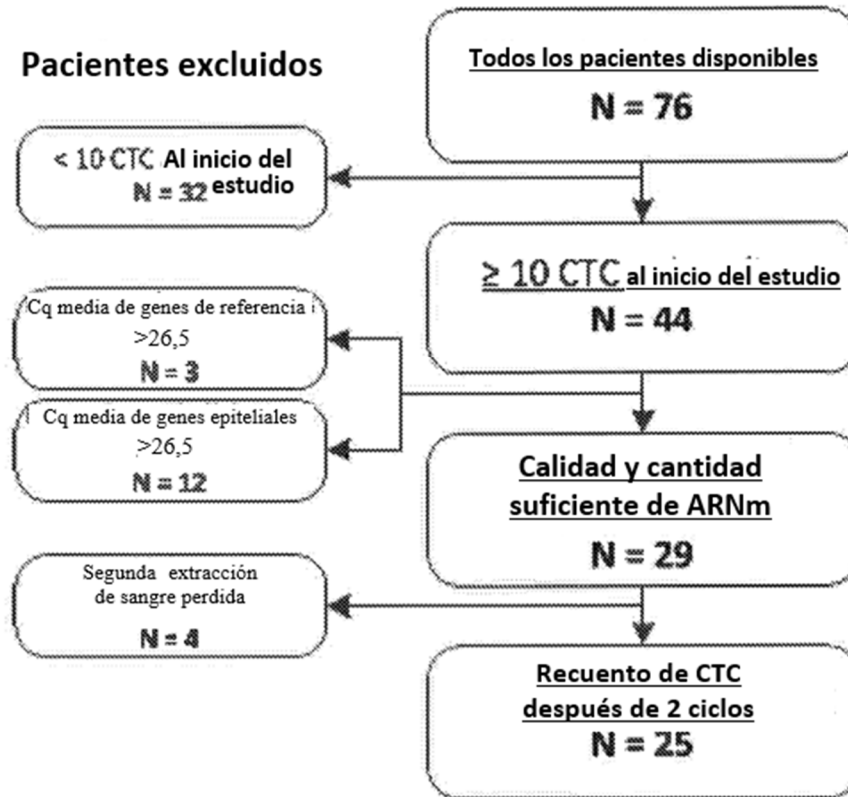 Pacientes excluidos
Todos los pacientes disponibles
N = 76
< 10 CTC Al inicio del
N = 32 estudio
≥ 10 CTC al inicio del estudio
N = 44
Cq media de genes de referencia
>26,5
N = 3
Cq media de genes epiteliales
>26,5
N = 12
Calidad y cantidad
suficiente de ARNm
N = 29
Segunda extracción
de sangre perdida
N = 4
Recuento de CTC
después de 2 ciclos
N = 25